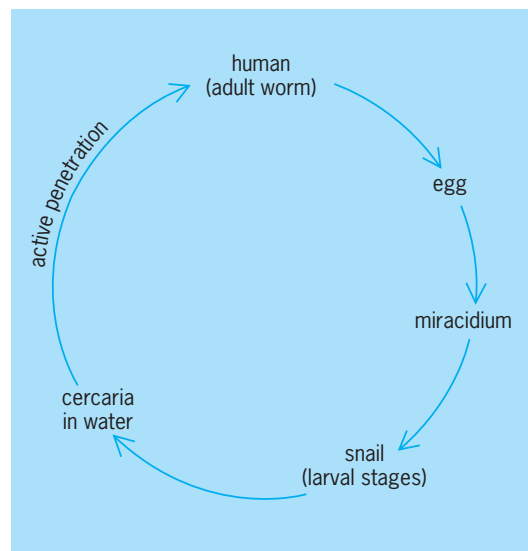 human
(adult worm)
egg
miracidium
snail
(larval stages)
cercaria
in water
active penetration